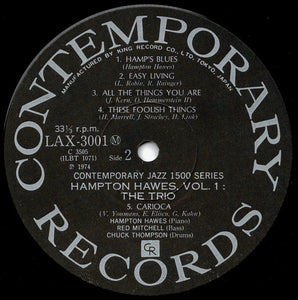 CONTEMPORARY
MANUFACTURED BY KING RECORD CO., LTD. TOKYO, JAPAN
1. HAMP'S BLUES
(Hampton Hawes)
2. EASY LIVING
(L. Robin, R. Rainger)
3. ALL THE THINGS YOU ARE
(J. Kern, O. Hammerstein II)
4. THESE FOOLISH THINGS
(H. Marrell, J. Strachey, H. Link)
33⅓ r.p.m.
LAX-3001 Ⓜ
C 3505
(ILBT 1071) Side 2
℗ 1974
CONTEMPORARY JAZZ 1500 SERIES
HAMPTON HAWES, VOL. 1:
THE TRIO
5. CARIOCA
(V. Youmens, E. Eliscu, G. Kahn)
HAMPTON HAWES (Piano)
RED MITCHELL (Bass)
CHUCK THOMPSON (Drums)
CR
RECORDS